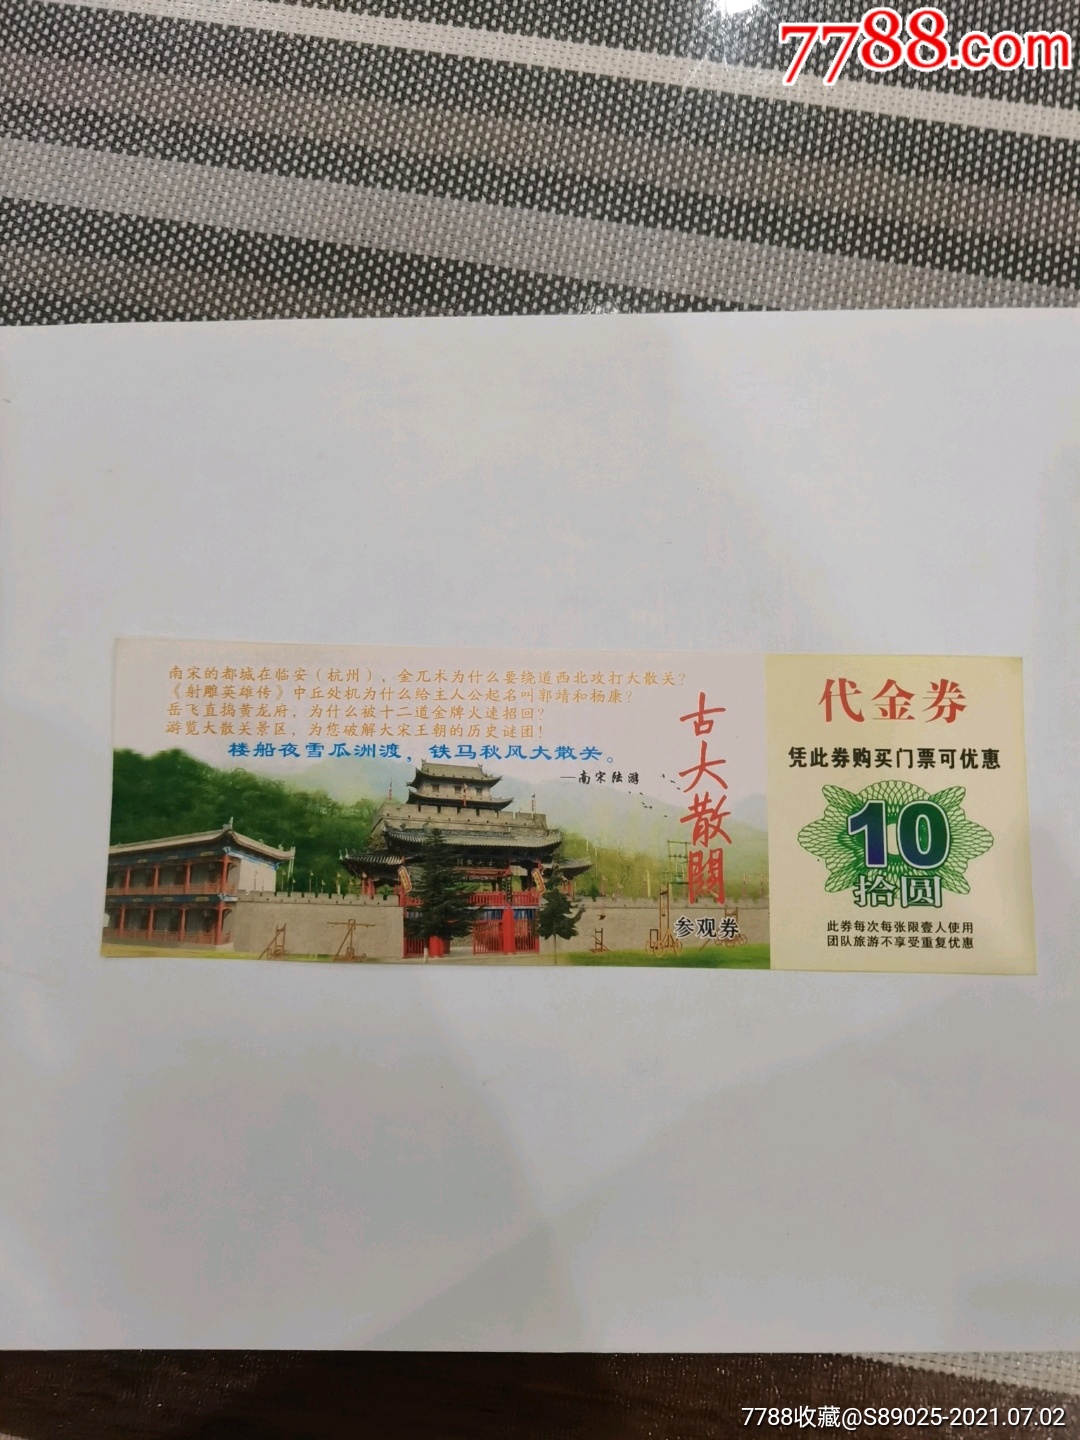 7788.com
南宋的都城在临安（杭州），金兀术为什么要绕道西北攻打大散关？
《射雕英雄传》中丘处机为什么给主人公起名叫郭靖和杨康？
岳飞直捣黄龙府，为什么被十二道金牌火速招回？
游览大散关景区，为您破解大宋王朝的历史谜团！
楼船夜雪瓜洲渡，铁马秋风大散关。
—南宋陆游
古大散關
参观券
代金券
凭此券购买门票可优惠
10
拾圆
此券每次每张限壹人使用
团队旅游不享受重复优惠
7788收藏@S89025-2021.07.02